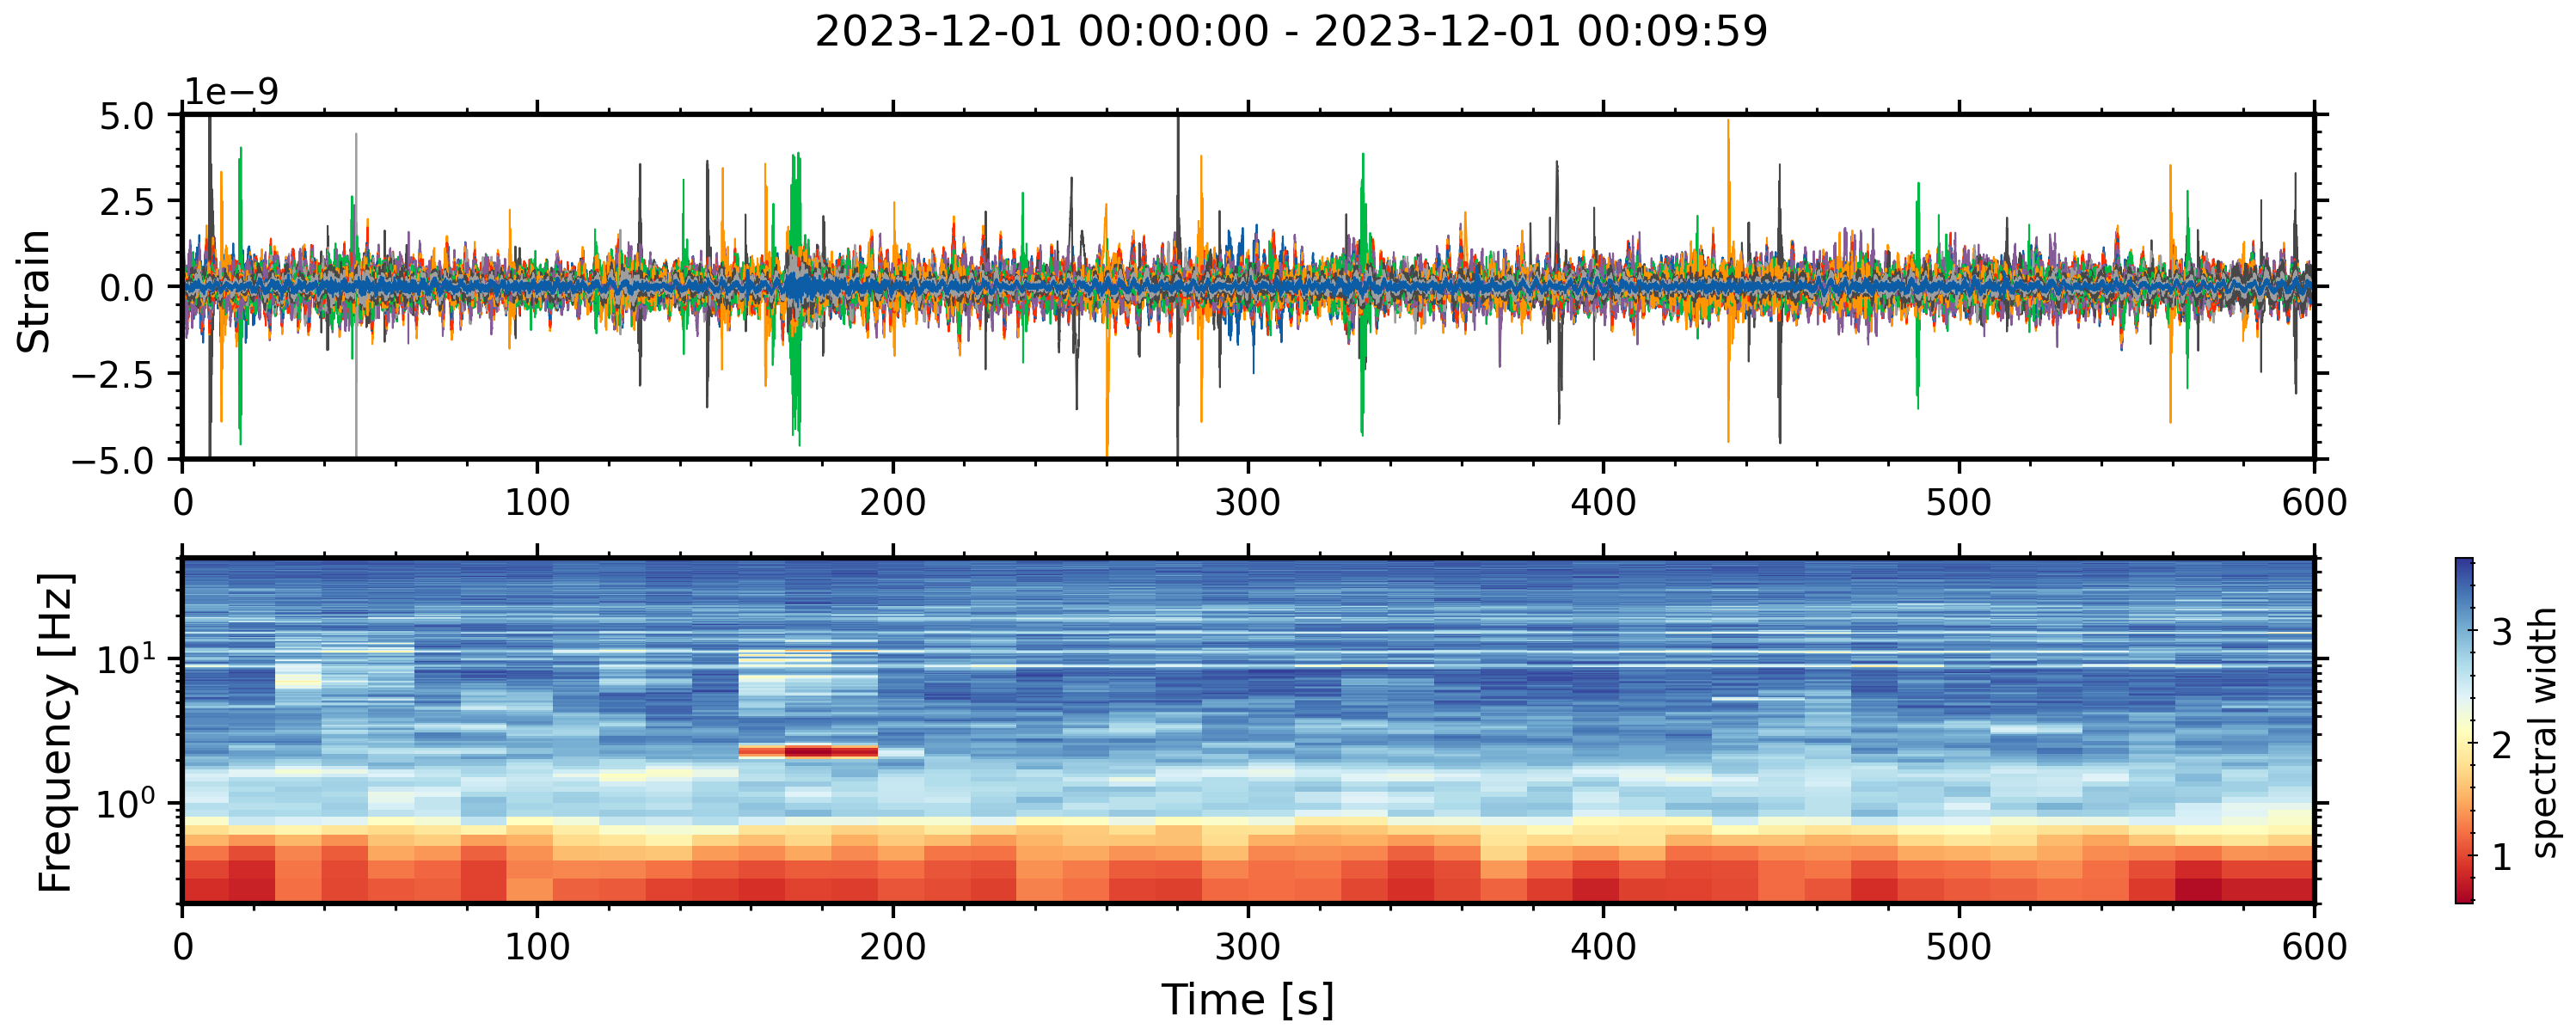 2023-12-01 00:00:00 - 2023-12-01 00:09:59
1e−9
5.0
2.5
0.0
−2.5
−5.0
Strain
0 100 200 300 400 500 600
10¹
10⁰
Frequency [Hz]
0 100 200 300 400 500 600
Time [s]
3
2
1
spectral width